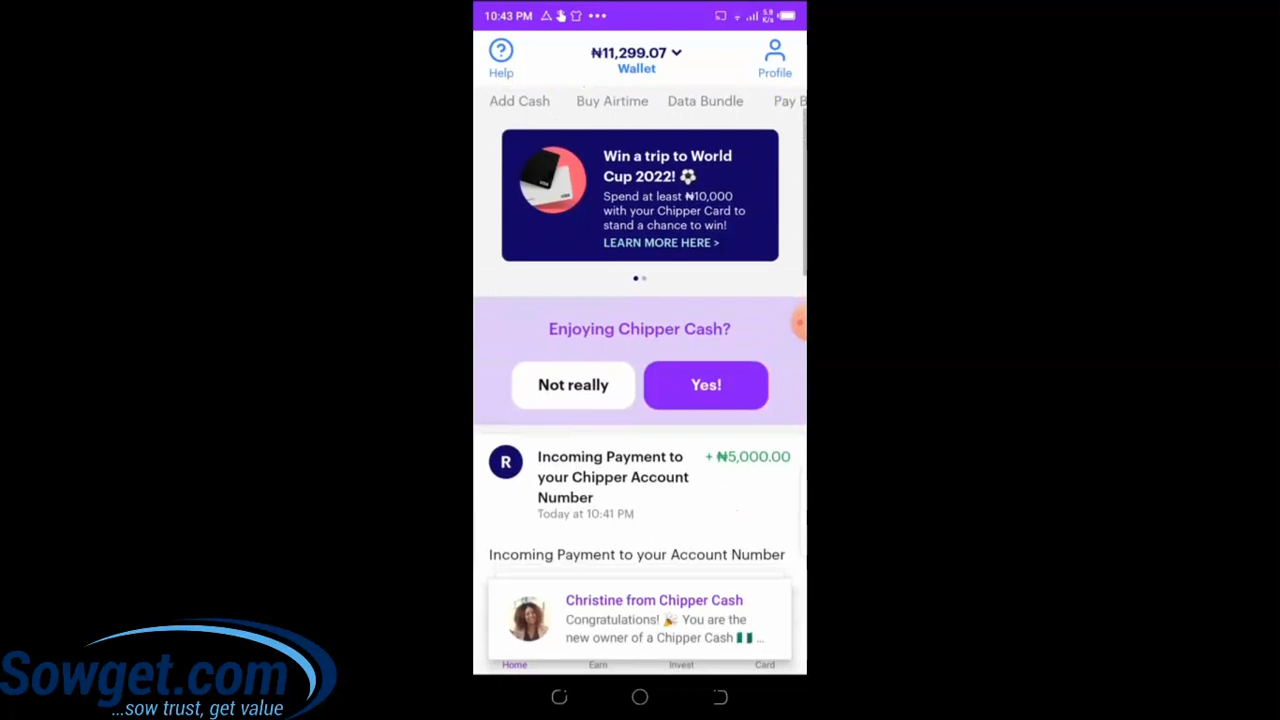 10:43 PM
5.8
K/s
₦11,299.07
Wallet
Help
Profile
Add Cash
Buy Airtime
Data Bundle
Pay B
Win a trip to World
Cup 2022!
Spend at least ₦10,000
with your Chipper Card to
stand a chance to win!
LEARN MORE HERE >
Enjoying Chipper Cash?
Not really
Yes!
R
Incoming Payment to
your Chipper Account
Number
+ ₦5,000.00
Today at 10:41 PM
Incoming Payment to your Account Number
Christine from Chipper Cash
Congratulations! 🎉 You are the
new owner of a Chipper Cash 🇳🇬 ...
Home
Earn
Invest
Card
Sowget.com
...sow trust, get value